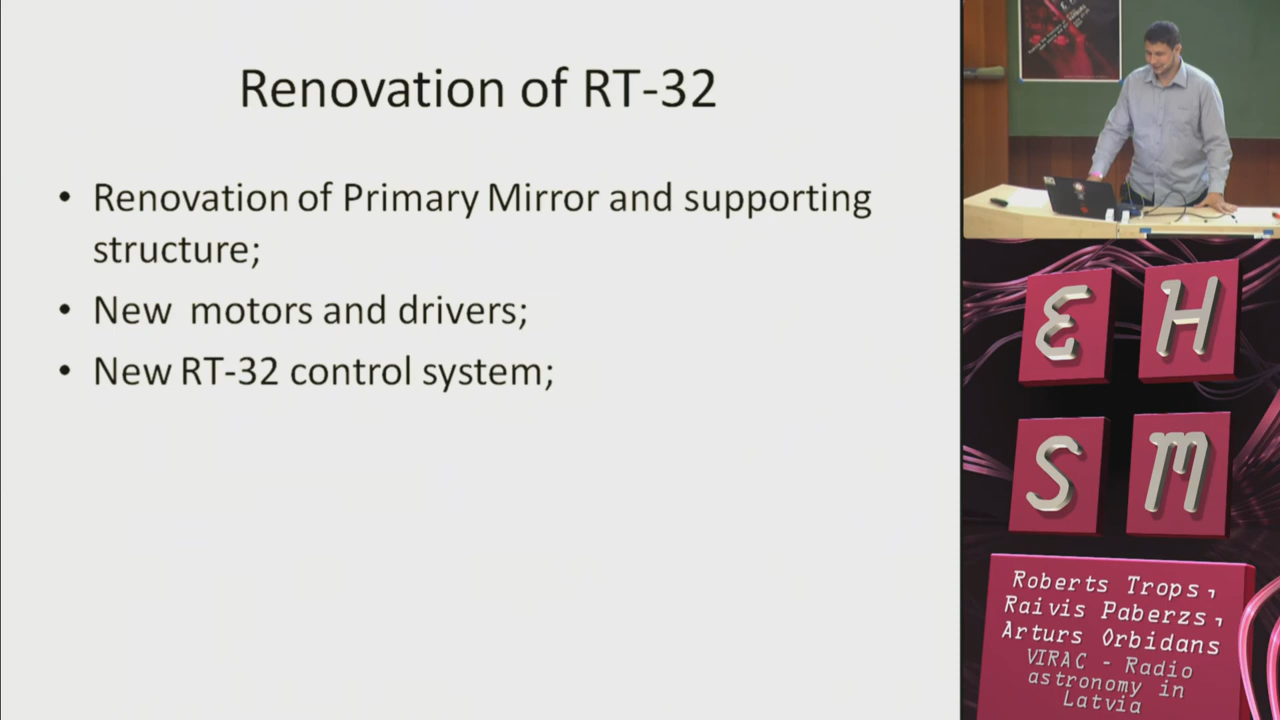 Renovation of RT-32
• Renovation of Primary Mirror and supporting
structure;
• New motors and drivers;
• New RT-32 control system;
E H
S M
Roberts Trops,
Raivis Paberzs,
Arturs Orbidans
VIRAC - Radio
astronomy in
Latvia